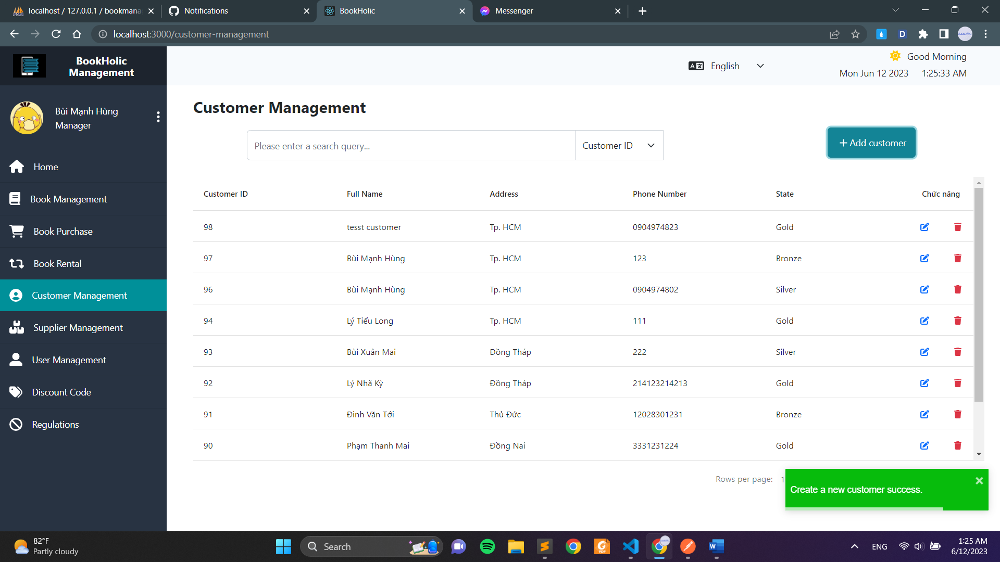 localhost / 127.0.0.1 / bookmana
Notifications
BookHolic
Messenger
localhost:3000/customer-management
D
BookHolic
Management
English
Good Morning
Mon Jun 12 2023 1:25:33 AM
Bùi Mạnh Hùng
Manager
Home
Book Management
Book Purchase
Book Rental
Customer Management
Supplier Management
User Management
Discount Code
Regulations
Customer Management
Please enter a search query...
Customer ID
+ Add customer
Customer ID Full Name Address Phone Number State Chức năng
98 tesst customer Tp. HCM 0904974823 Gold
97 Bùi Mạnh Hùng Tp. HCM 123 Bronze
96 Bùi Mạnh Hùng Tp. HCM 0904974802 Silver
94 Lý Tiểu Long Tp. HCM 111 Gold
93 Bùi Xuân Mai Đồng Tháp 222 Silver
92 Lý Nhã Kỳ Đồng Tháp 214123214213 Gold
91 Đinh Văn Tới Thủ Đức 12028301231 Bronze
90 Phạm Thanh Mai Đồng Nai 3331231224 Gold
Rows per page: 1
Create a new customer success.
82°F
Partly cloudy
Search
ENG
1:25 AM
6/12/2023